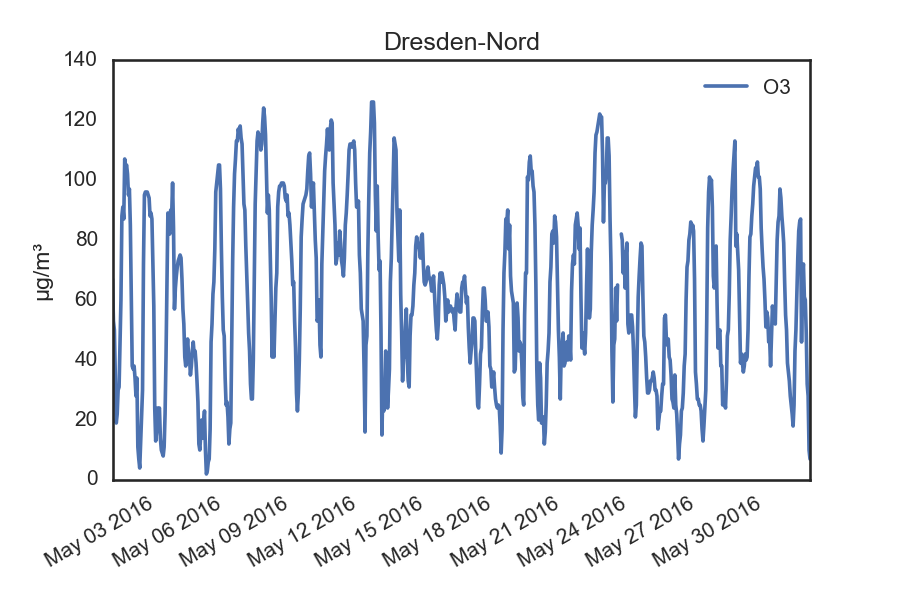 Dresden-Nord
140
120
100
80
60
40
20
0
µg/m³
O3
May 03 2016
May 06 2016
May 09 2016
May 12 2016
May 15 2016
May 18 2016
May 21 2016
May 24 2016
May 27 2016
May 30 2016